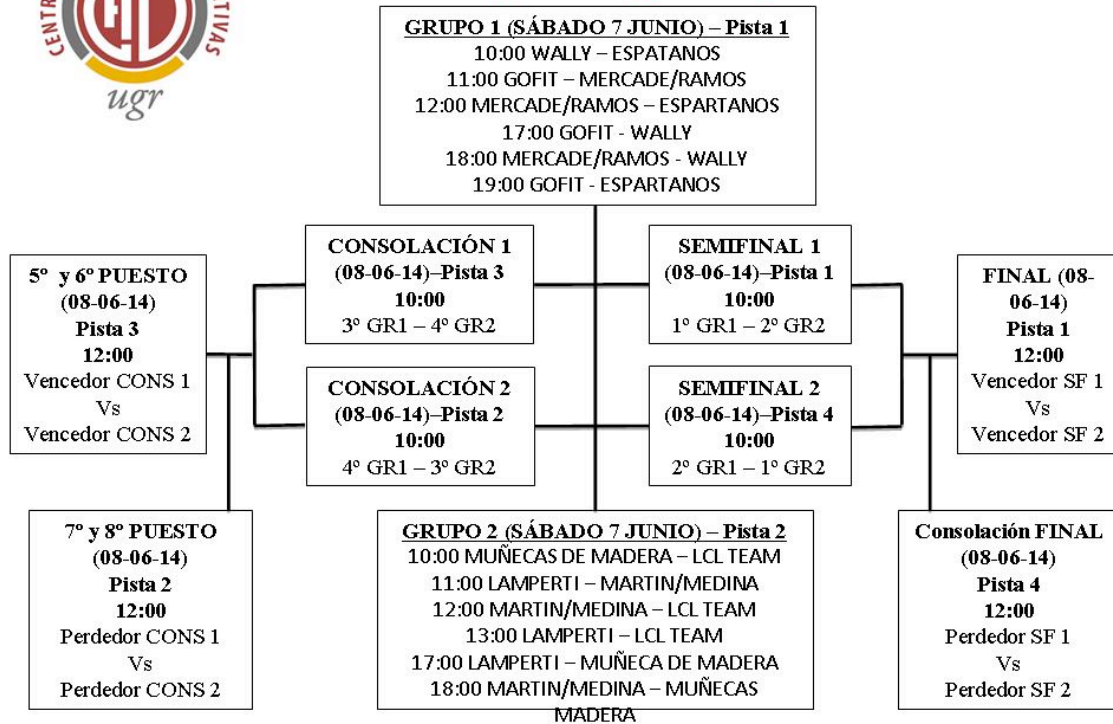 CENTR
TIVAS
ugr
GRUPO 1 (SÁBADO 7 JUNIO) – Pista 1
10:00 WALLY – ESPATANOS
11:00 GOFIT – MERCADE/RAMOS
12:00 MERCADE/RAMOS – ESPARTANOS
17:00 GOFIT - WALLY
18:00 MERCADE/RAMOS - WALLY
19:00 GOFIT - ESPARTANOS
5º y 6º PUESTO
(08-06-14)
Pista 3
12:00
Vencedor CONS 1
Vs
Vencedor CONS 2
CONSOLACIÓN 1
(08-06-14)–Pista 3
10:00
3º GR1 – 4º GR2
SEMIFINAL 1
(08-06-14)–Pista 1
10:00
1º GR1 – 2º GR2
FINAL (08-
06-14)
Pista 1
12:00
Vencedor SF 1
Vs
Vencedor SF 2
CONSOLACIÓN 2
(08-06-14)–Pista 2
10:00
4º GR1 – 3º GR2
SEMIFINAL 2
(08-06-14)–Pista 4
10:00
2º GR1 – 1º GR2
7º y 8º PUESTO
(08-06-14)
Pista 2
12:00
Perdedor CONS 1
Vs
Perdedor CONS 2
GRUPO 2 (SÁBADO 7 JUNIO) – Pista 2
10:00 MUÑECAS DE MADERA – LCL TEAM
11:00 LAMPERTI – MARTIN/MEDINA
12:00 MARTIN/MEDINA – LCL TEAM
13:00 LAMPERTI – LCL TEAM
17:00 LAMPERTI – MUÑECA DE MADERA
18:00 MARTIN/MEDINA – MUÑECAS
MADERA
Consolación FINAL
(08-06-14)
Pista 4
12:00
Perdedor SF 1
Vs
Perdedor SF 2